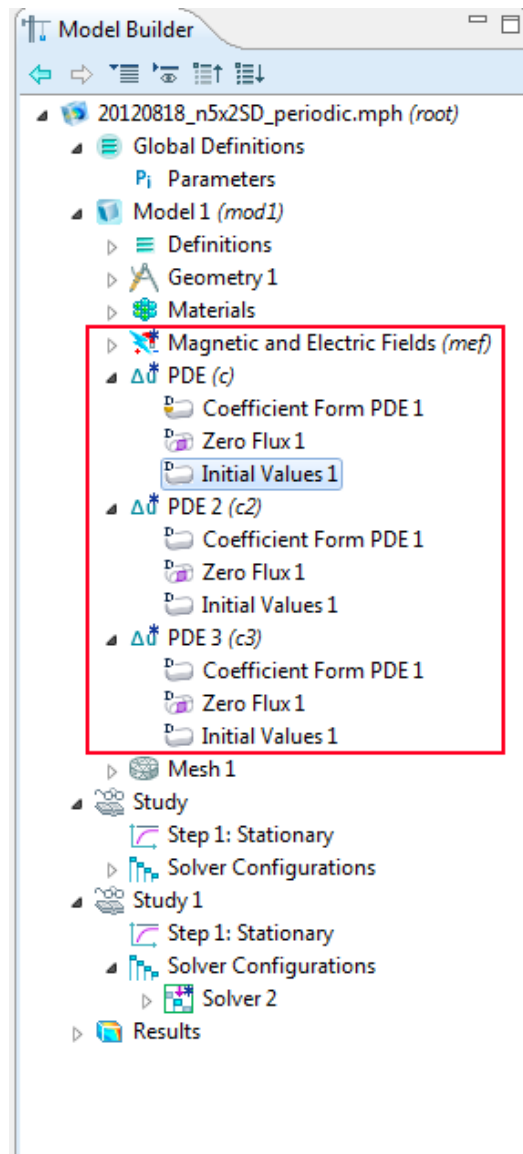 Model Builder
20120818_n5x2SD_periodic.mph (root)
Global Definitions
Pi Parameters
Model 1 (mod1)
Definitions
Geometry 1
Materials
Magnetic and Electric Fields (mef)
Δu PDE (c)
D Coefficient Form PDE 1
D Zero Flux 1
D Initial Values 1
Δu PDE 2 (c2)
D Coefficient Form PDE 1
D Zero Flux 1
D Initial Values 1
Δu PDE 3 (c3)
D Coefficient Form PDE 1
D Zero Flux 1
D Initial Values 1
Mesh 1
Study
Step 1: Stationary
Solver Configurations
Study 1
Step 1: Stationary
Solver Configurations
Solver 2
Results